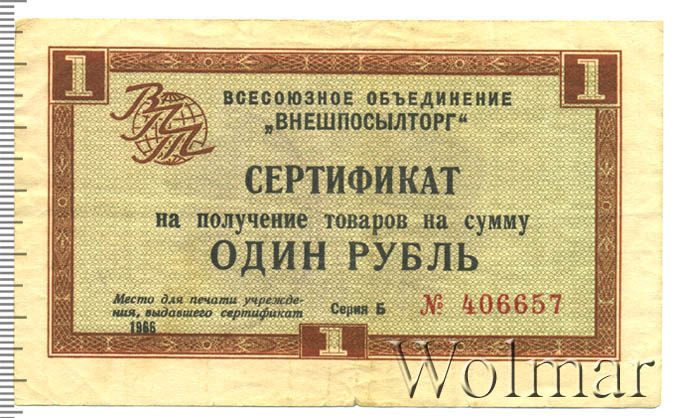 1 1
ВПТ
ВСЕСОЮЗНОЕ ОБЪЕДИНЕНИЕ
„ВНЕШПОСЫЛТОРГ“
СЕРТИФИКАТ
на получение товаров на сумму
ОДИН РУБЛЬ
Место для печати учрежде-
ния, выдавшего сертификат
1966
Серия Б № 406657
1
Wolmar